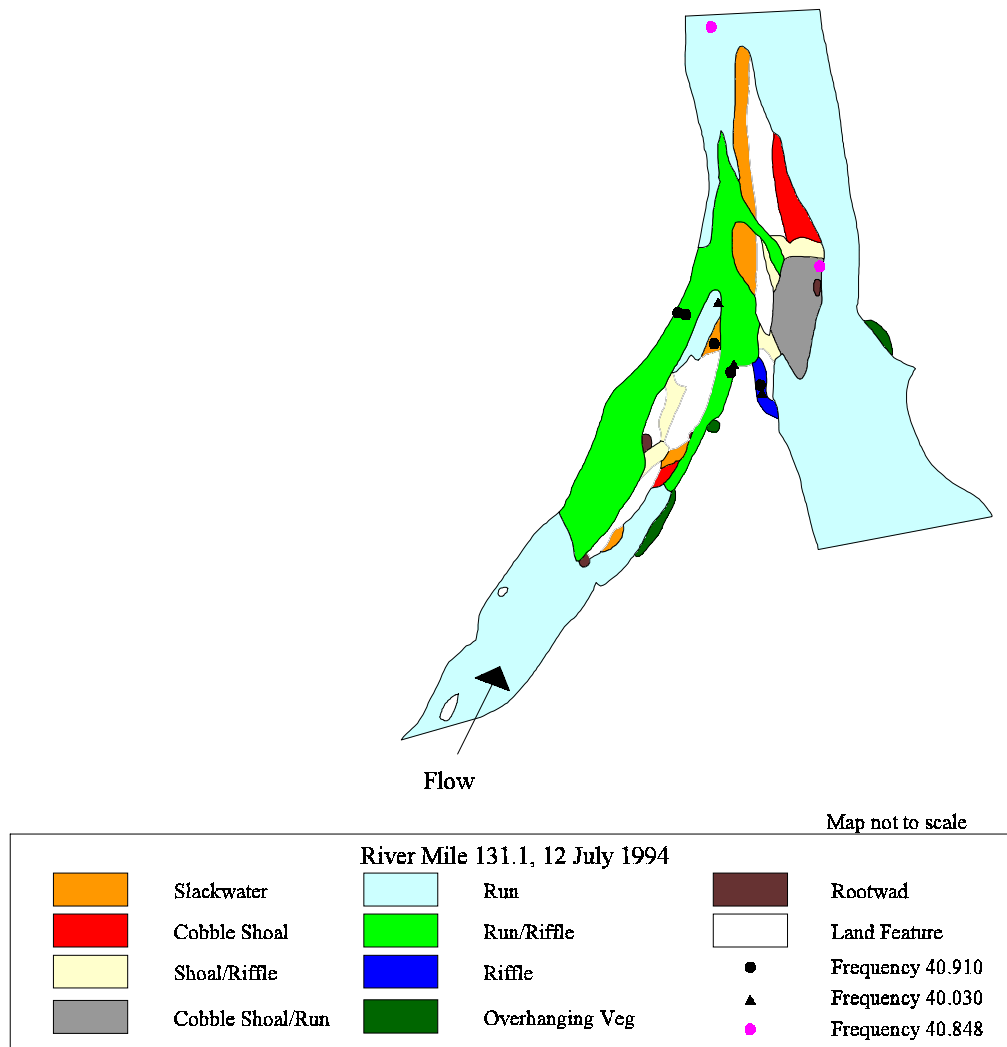 Flow
Map not to scale
River Mile 131.1, 12 July 1994
Slackwater
Run
Rootwad
Cobble Shoal
Run/Riffle
Land Feature
Shoal/Riffle
Riffle
Frequency 40.910
Frequency 40.030
Cobble Shoal/Run
Overhanging Veg
Frequency 40.848